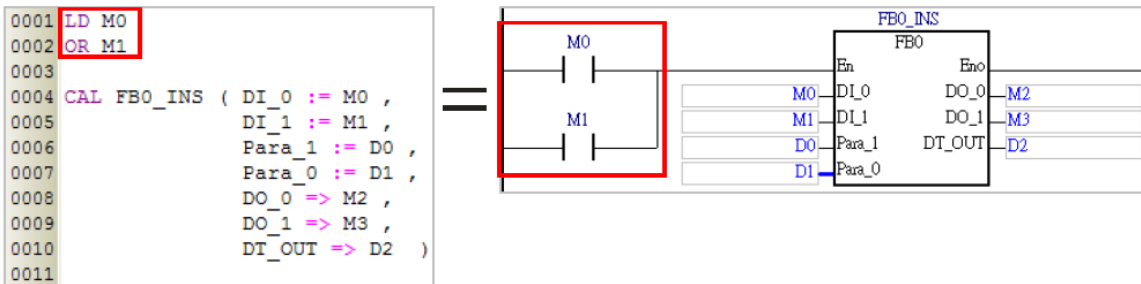 0001 LD M0
0002 OR M1
0003
0004 CAL FB0_INS ( DI_0 := M0 ,
0005 DI_1 := M1 ,
0006 Para_1 := D0 ,
0007 Para_0 := D1 ,
0008 DO_0 => M2 ,
0009 DO_1 => M3 ,
0010 DT_OUT => D2 )
0011
=
FB0_INS
M0 FB0
En Eno
M0 DI_0 DO_0 M2
M1 M1 DI_1 DO_1 M3
D0 Para_1 DT_OUT D2
D1 Para_0